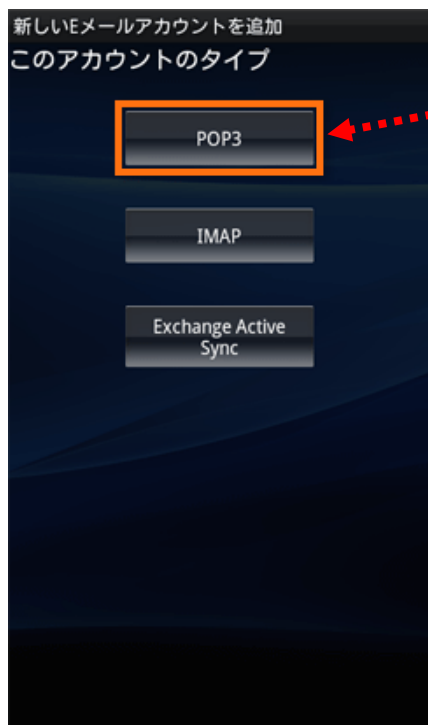 新しいEメールアカウントを追加
このアカウントのタイプ
POP3
IMAP
Exchange Active
Sync